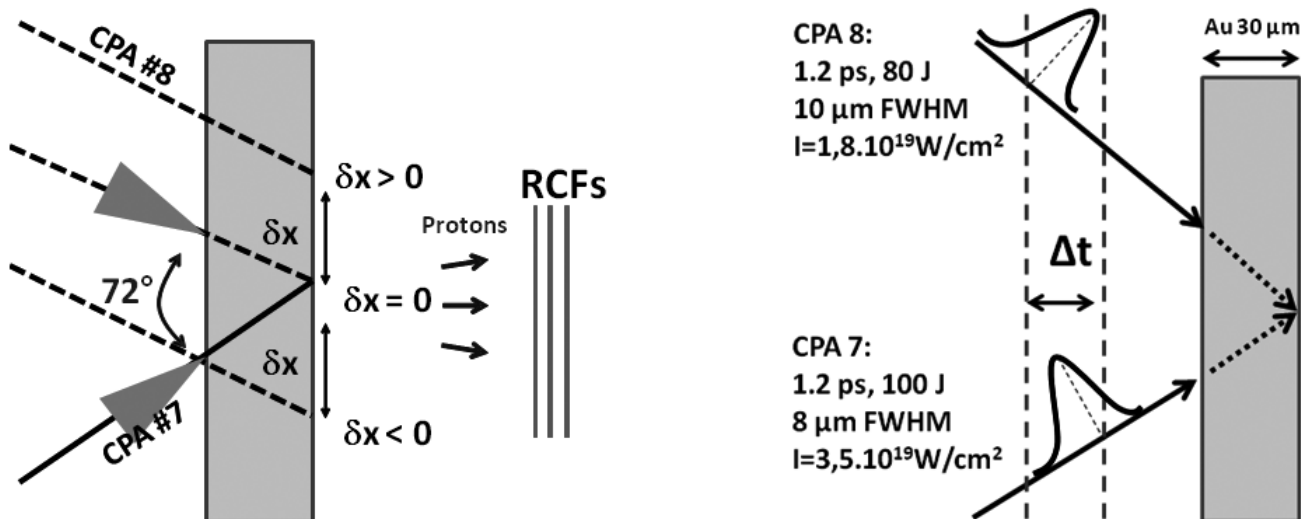 CPA #8
δx > 0
δx
72°
δx = 0
δx
δx < 0
CPA #7
RCFs
Protons
CPA 8:
1.2 ps, 80 J
10 µm FWHM
I=1,8.10¹⁹W/cm²
Au 30 µm
Δt
CPA 7:
1.2 ps, 100 J
8 µm FWHM
I=3,5.10¹⁹W/cm²